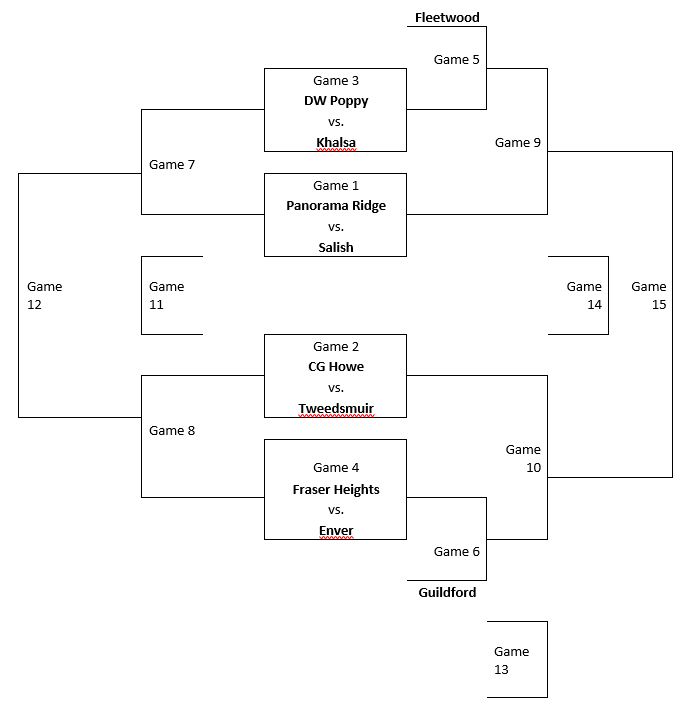 Fleetwood
Game 5
Game 3
DW Poppy
vs.
Khalsa
Game 9
Game 7
Game 1
Panorama Ridge
vs.
Salish
Game
12
Game
11
Game
14
Game
15
Game 2
CG Howe
vs.
Tweedsmuir
Game 8
Game
10
Game 4
Fraser Heights
vs.
Enver
Game 6
Guildford
Game
13